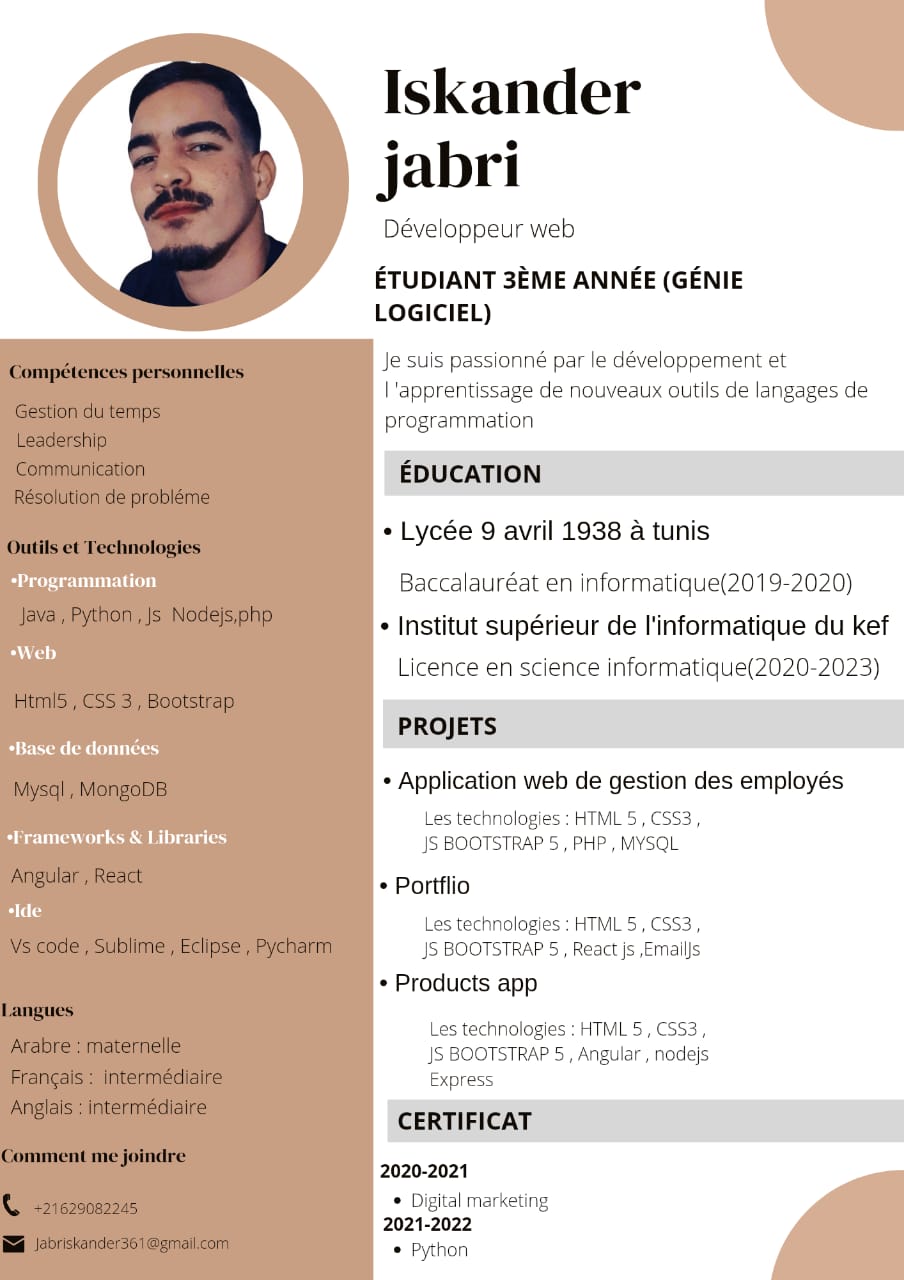 Iskander
jabri
Développeur web
ÉTUDIANT 3ÈME ANNÉE (GÉNIE
LOGICIEL)
Je suis passionné par le développement et
l 'apprentissage de nouveaux outils de langages de
programmation
Compétences personnelles
Gestion du temps
Leadership
Communication
Résolution de probléme
Outils et Technologies
•Programmation
Java , Python , Js Nodejs,php
•Web
Html5 , CSS 3 , Bootstrap
•Base de données
Mysql , MongoDB
•Frameworks & Libraries
Angular , React
•Ide
Vs code , Sublime , Eclipse , Pycharm
Langues
Arabre : maternelle
Français : intermédiaire
Anglais : intermédiaire
Comment me joindre
+21629082245
Jabriskander361@gmail.com
ÉDUCATION
• Lycée 9 avril 1938 à tunis
Baccalauréat en informatique(2019-2020)
• Institut supérieur de l'informatique du kef
Licence en science informatique(2020-2023)
PROJETS
• Application web de gestion des employés
Les technologies : HTML 5 , CSS3 ,
JS BOOTSTRAP 5 , PHP , MYSQL
• Portflio
Les technologies : HTML 5 , CSS3 ,
JS BOOTSTRAP 5 , React js ,EmailJs
• Products app
Les technologies : HTML 5 , CSS3 ,
JS BOOTSTRAP 5 , Angular , nodejs
Express
CERTIFICAT
2020-2021
• Digital marketing
2021-2022
• Python